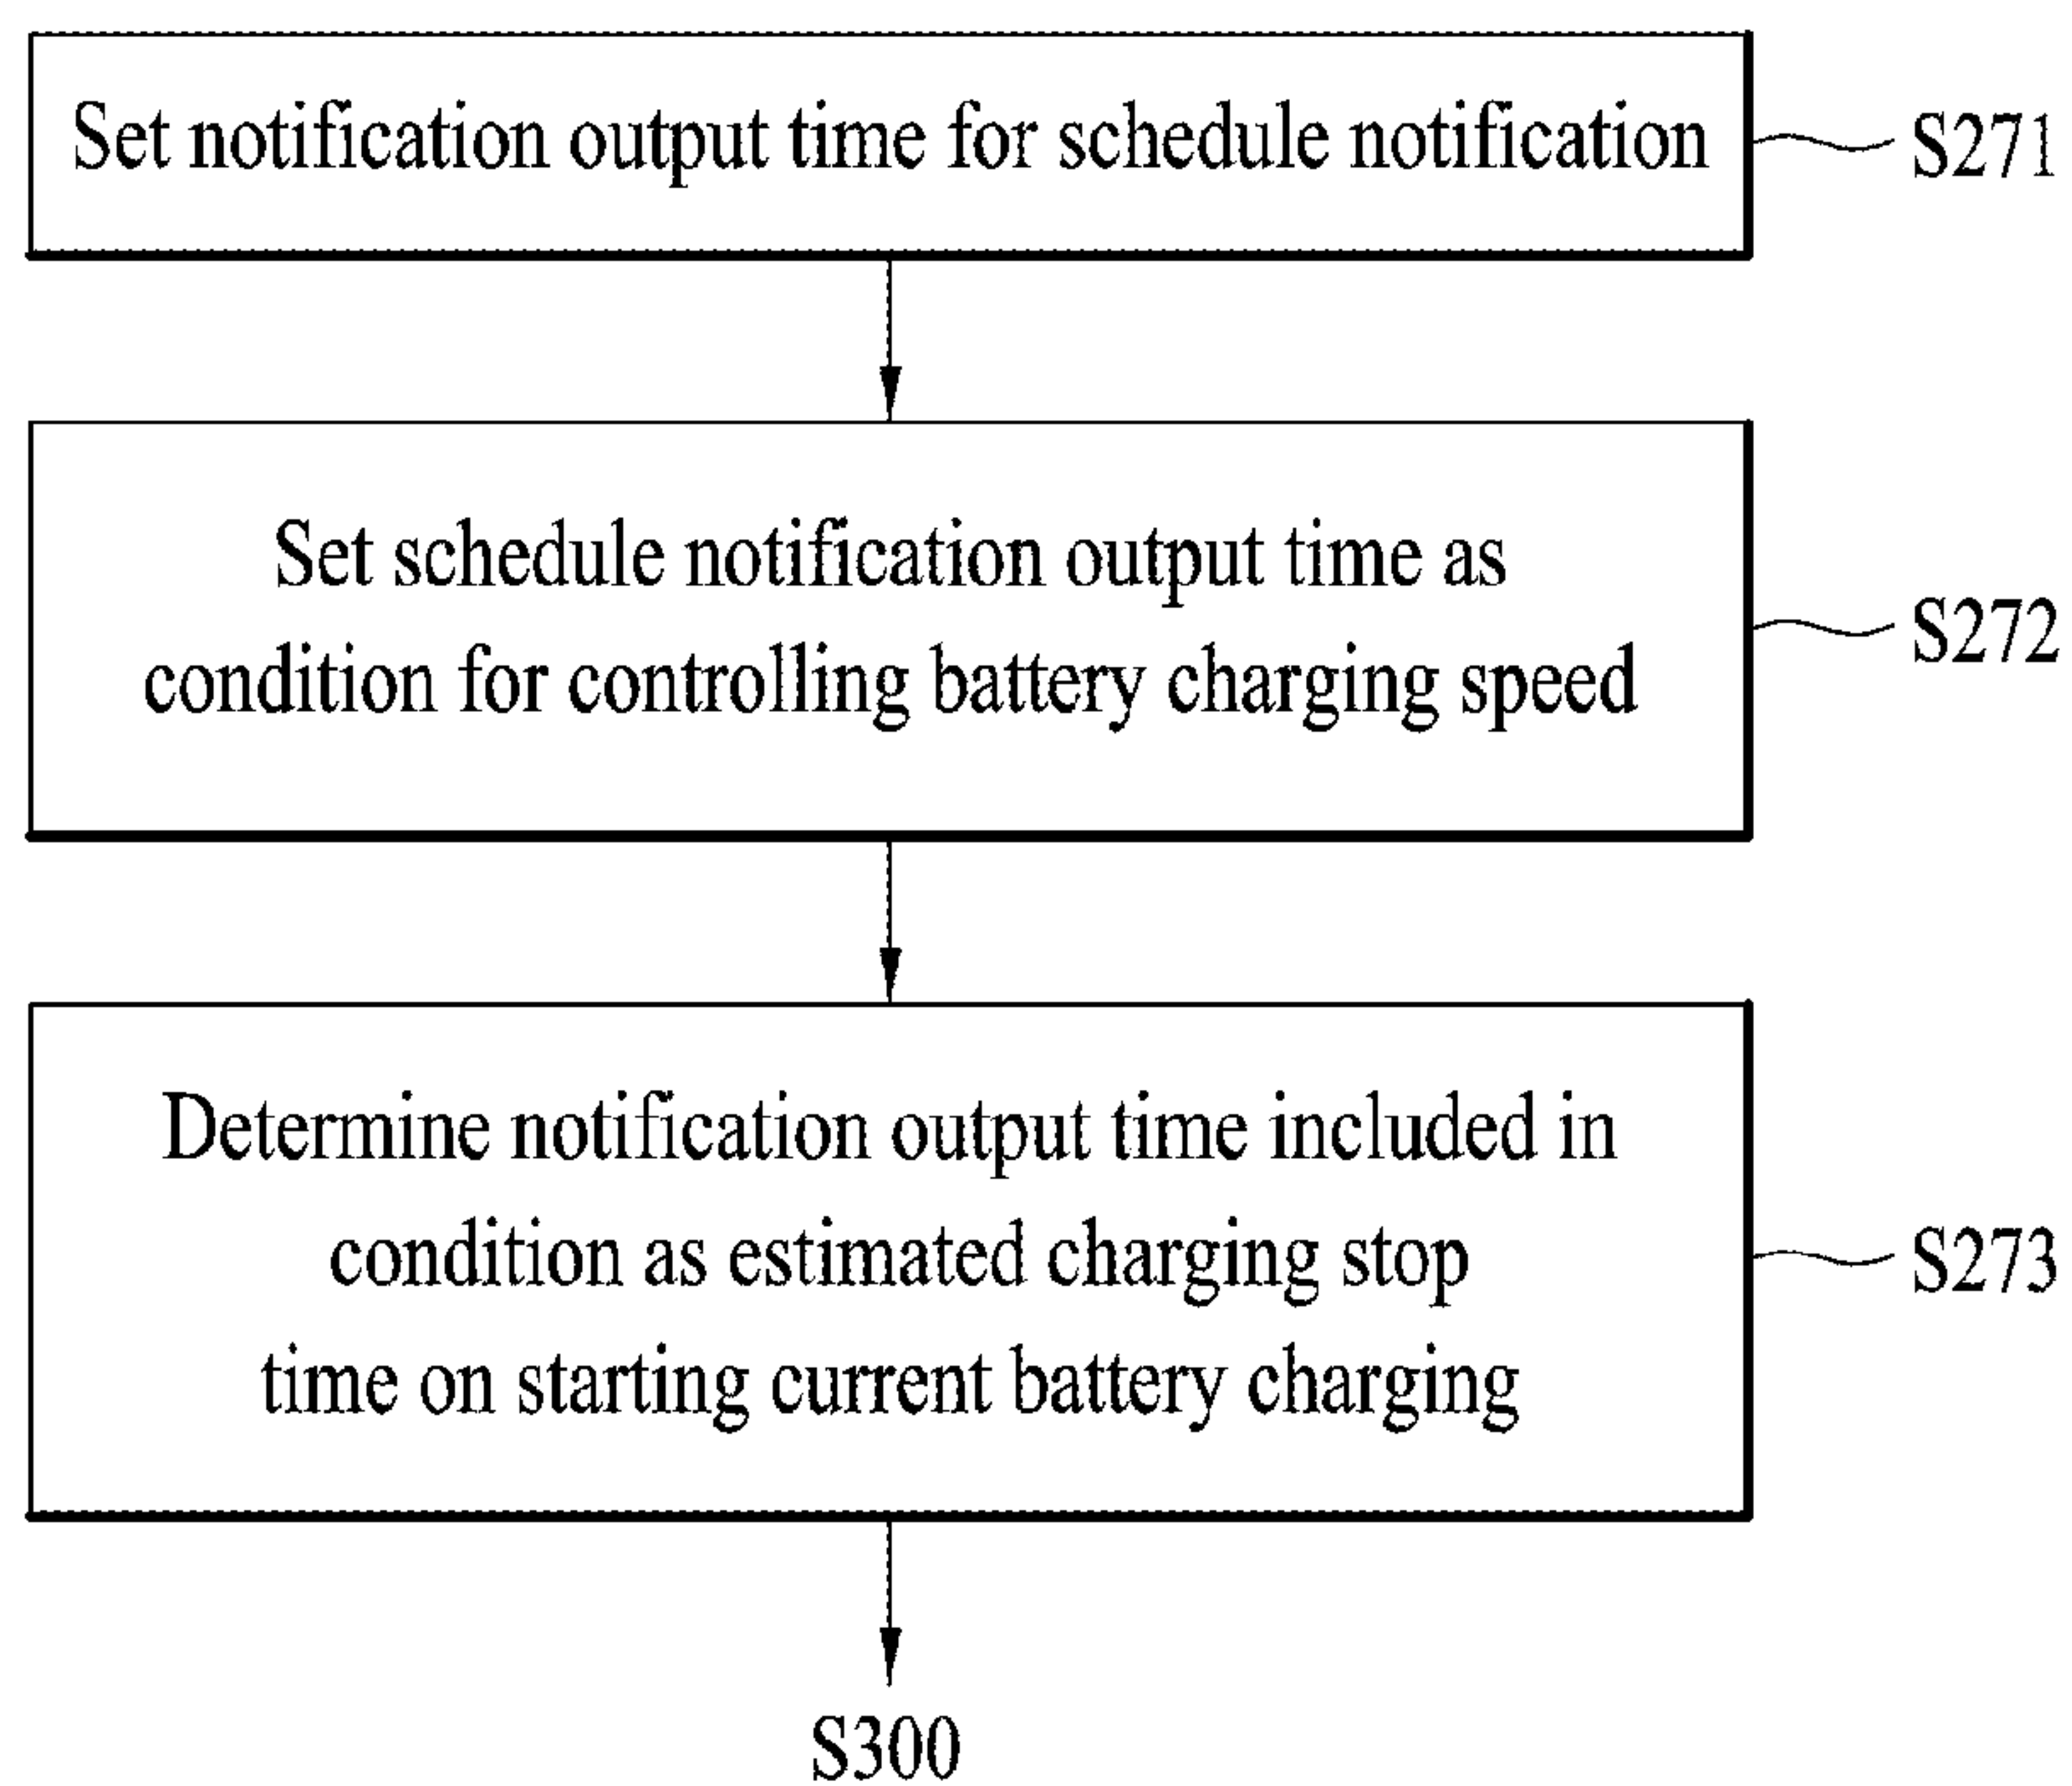 Set notification output time for schedule notification
S271
Set schedule notification output time as
condition for controlling battery charging speed
S272
Determine notification output time included in
condition as estimated charging stop
time on starting current battery charging
S273
S300